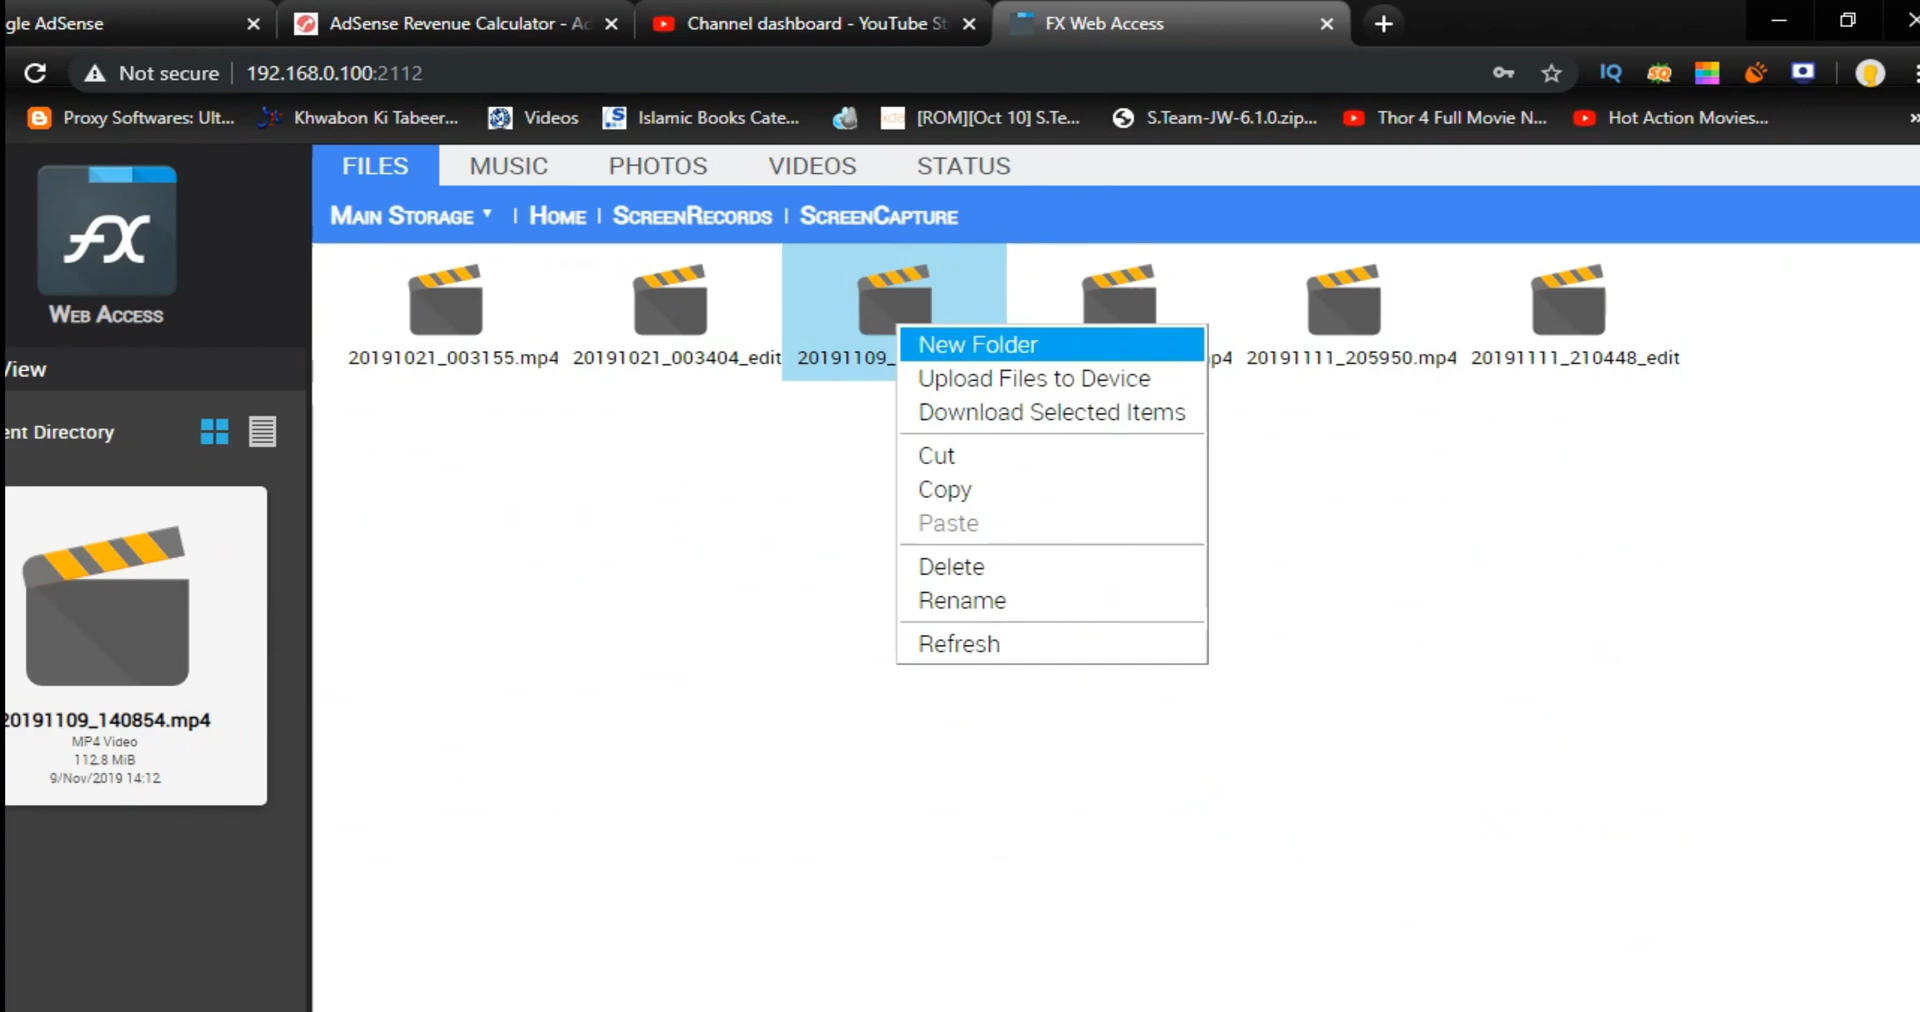 gle AdSense
AdSense Revenue Calculator - Ad
Channel dashboard - YouTube St
FX Web Access
Not secure
192.168.0.100:2112
IQ
SQ
Proxy Softwares: Ult...
Khwabon Ki Tabeer...
Videos
Islamic Books Cate...
[ROM][Oct 10] S.Te...
S.Team-JW-6.1.0.zip...
Thor 4 Full Movie N...
Hot Action Movies...
FX
WEB ACCESS
FILES
MUSIC
PHOTOS
VIDEOS
STATUS
MAIN STORAGE
HOME
SCREENRECORDS
SCREENCAPTURE
20191021_003155.mp4
20191021_003404_edit
20191109_
p4
20191111_205950.mp4
20191111_210448_edit
View
ent Directory
New Folder
Upload Files to Device
Download Selected Items
Cut
Copy
Paste
Delete
Rename
Refresh
20191109_140854.mp4
MP4 Video
112.8 MiB
9/Nov/2019 14:12